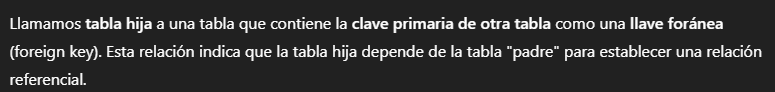 Llamamos tabla hija a una tabla que contiene la clave primaria de otra tabla como una llave foránea
(foreign key). Esta relación indica que la tabla hija depende de la tabla "padre" para establecer una relación
referencial.